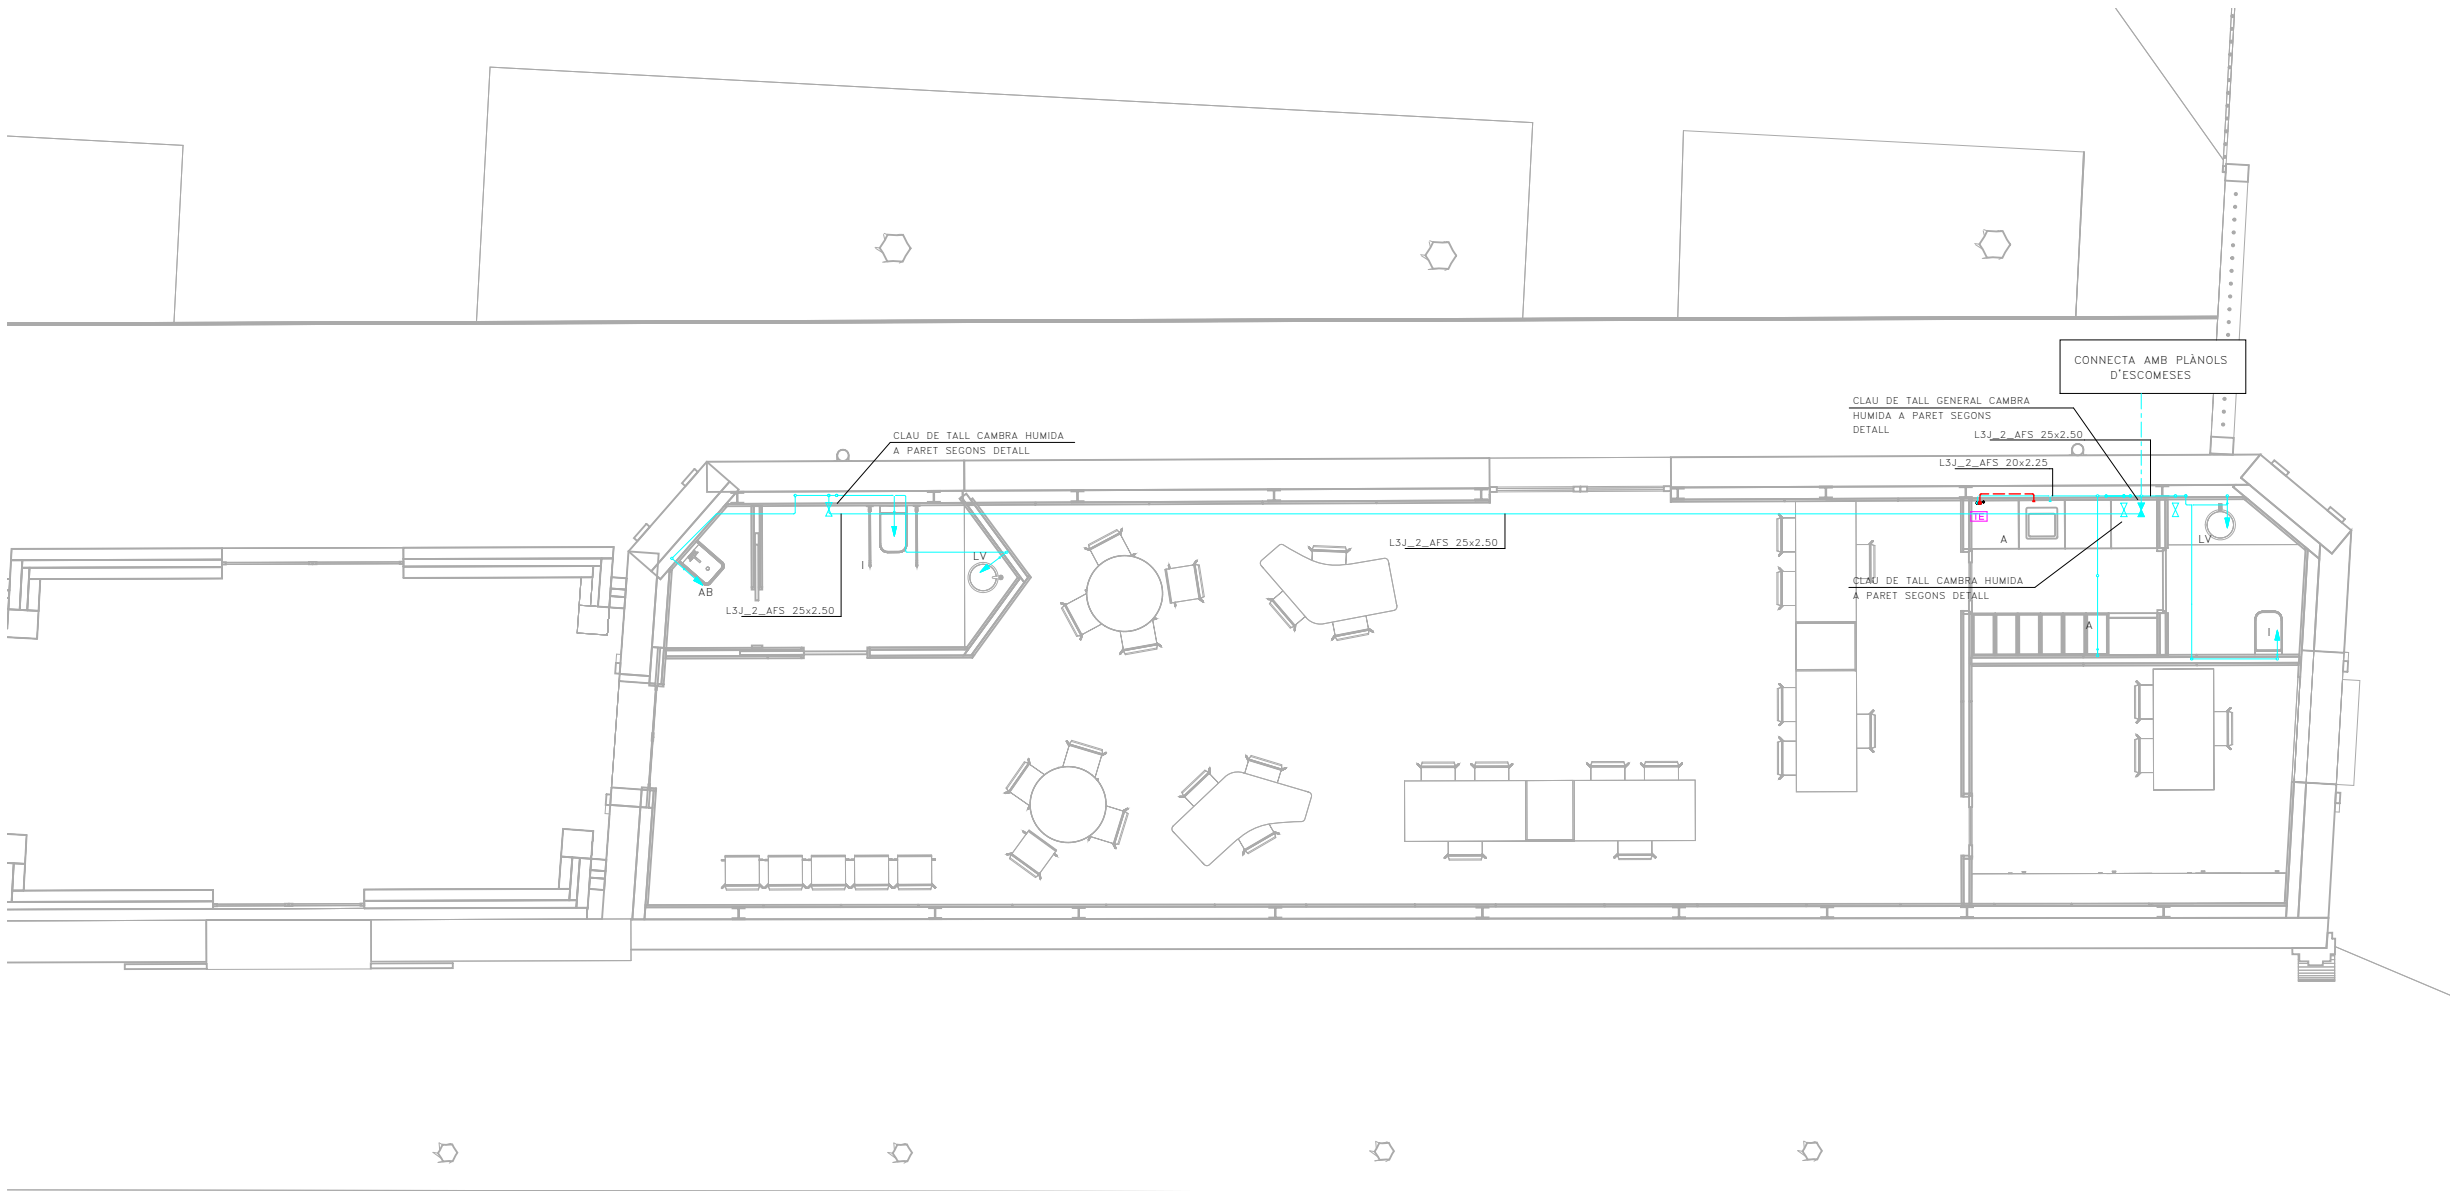 CONNECTA AMB PLÀNOLS
D'ESCOMESES
CLAU DE TALL GENERAL CAMBRA
HUMIDA A PARET SEGONS
DETALL
L3J_2_AFS 25x2.50
CLAU DE TALL CAMBRA HUMIDA
A PARET SEGONS DETALL
L3J_2_AFS 20x2.25
TE
L3J_2_AFS 25x2.50
A
LV
LV
I
CLAU DE TALL CAMBRA HUMIDA
A PARET SEGONS DETALL
AB
L3J_2_AFS 25x2.50
A
I